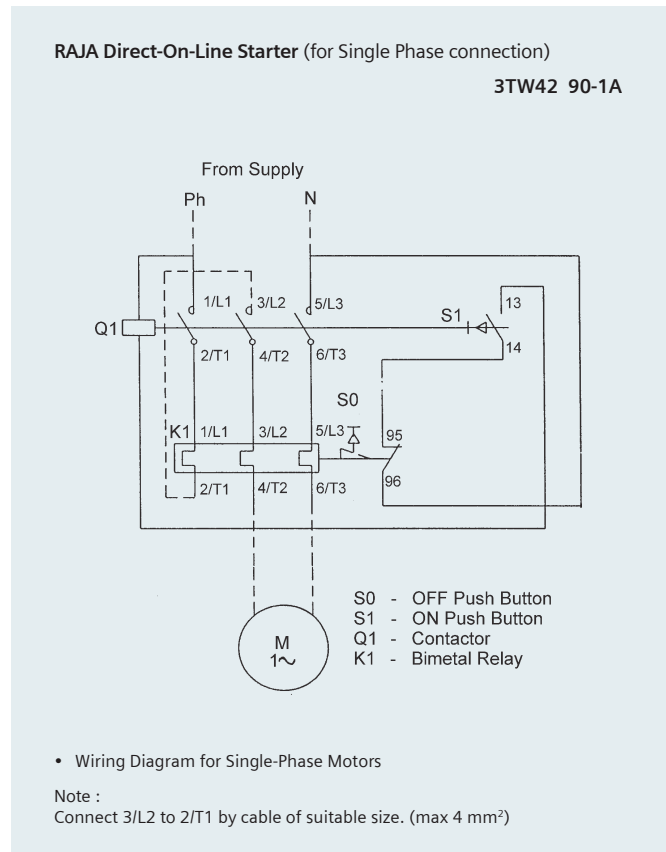 RAJA Direct-On-Line Starter (for Single Phase connection)
3TW42 90-1A
From Supply
Ph N
1/L1 3/L2 5/L3 S1 13
Q1
14
2/T1 4/T2 6/T3
S0
K1 1/L1 3/L2 5/L3 95
96
2/T1 4/T2 6/T3
M
1~
S0 - OFF Push Button
S1 - ON Push Button
Q1 - Contactor
K1 - Bimetal Relay
• Wiring Diagram for Single-Phase Motors
Note :
Connect 3/L2 to 2/T1 by cable of suitable size. (max 4 mm²)